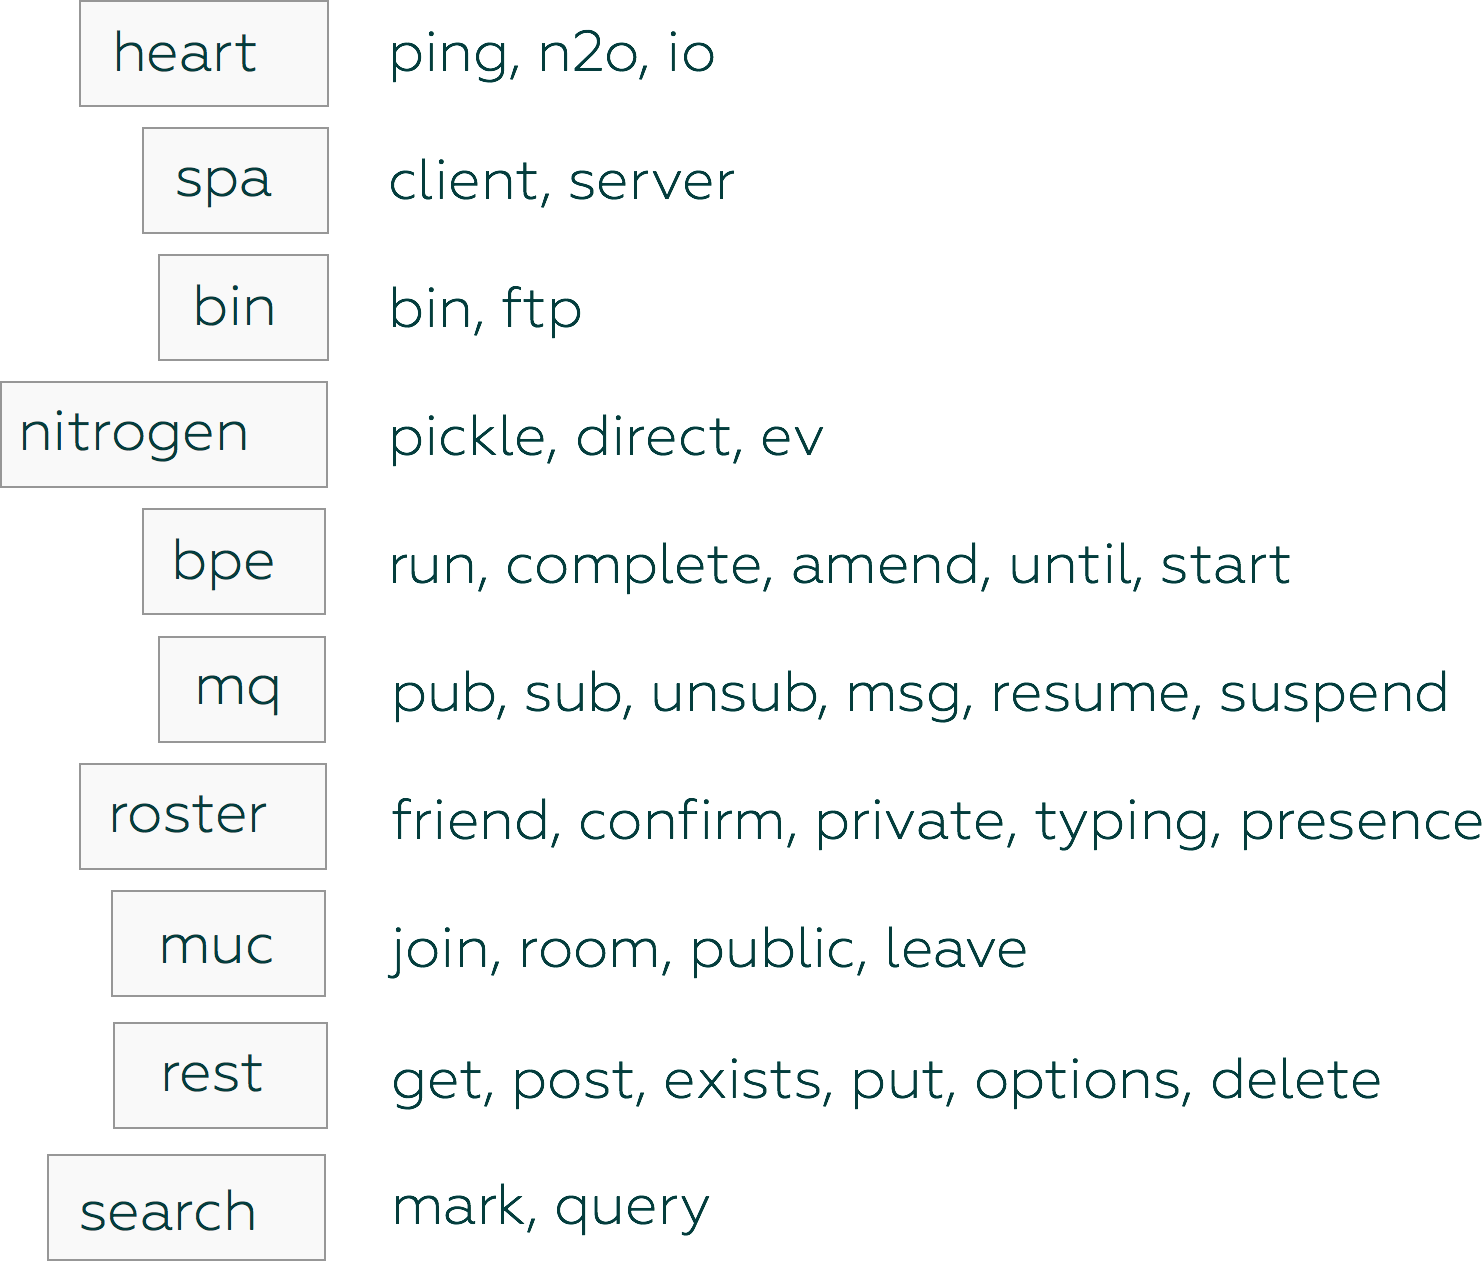 heart ping, n2o, io
spa client, server
bin bin, ftp
nitrogen pickle, direct, ev
bpe run, complete, amend, until, start
mq pub, sub, unsub, msg, resume, suspend
roster friend, confirm, private, typing, presence
muc join, room, public, leave
rest get, post, exists, put, options, delete
search mark, query